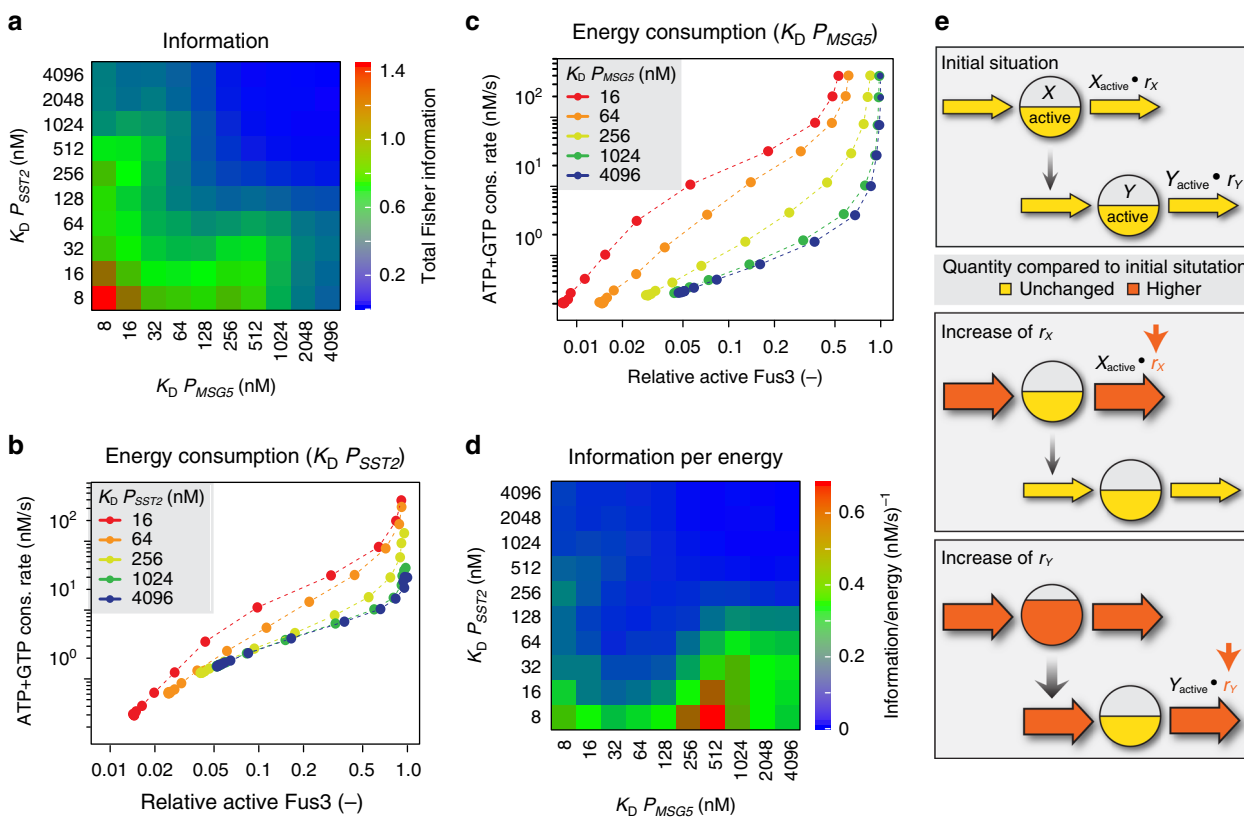 a
Information
K_D P_SST2 (nM)
4096
2048
1024
512
256
128
64
32
16
8
8
16
32
64
128
256
512
1024
2048
4096
K_D P_MSG5 (nM)
1.4
1.0
0.6
0.2
Total Fisher information
b
Energy consumption (K_D P_SST2)
K_D P_SST2 (nM)
16
64
256
1024
4096
ATP+GTP cons. rate (nM/s)
10^2
10^1
10^0
0.01
0.02
0.05
0.1
0.2
0.5
1.0
Relative active Fus3 (–)
c
Energy consumption (K_D P_MSG5)
K_D P_MSG5 (nM)
16
64
256
1024
4096
ATP+GTP cons. rate (nM/s)
10^2
10^1
10^0
0.01
0.02
0.05
0.1
0.2
0.5
1.0
Relative active Fus3 (–)
d
Information per energy
K_D P_SST2 (nM)
4096
2048
1024
512
256
128
64
32
16
8
8
16
32
64
128
256
512
1024
2048
4096
K_D P_MSG5 (nM)
0.6
0.4
0.2
0
Information/energy (nM/s)^–1
e
Initial situation
X
active
X_active • r_X
Y
active
Y_active • r_Y
Quantity compared to initial situtation
Unchanged
Higher
Increase of r_X
X_active • r_X
Increase of r_Y
Y_active • r_Y